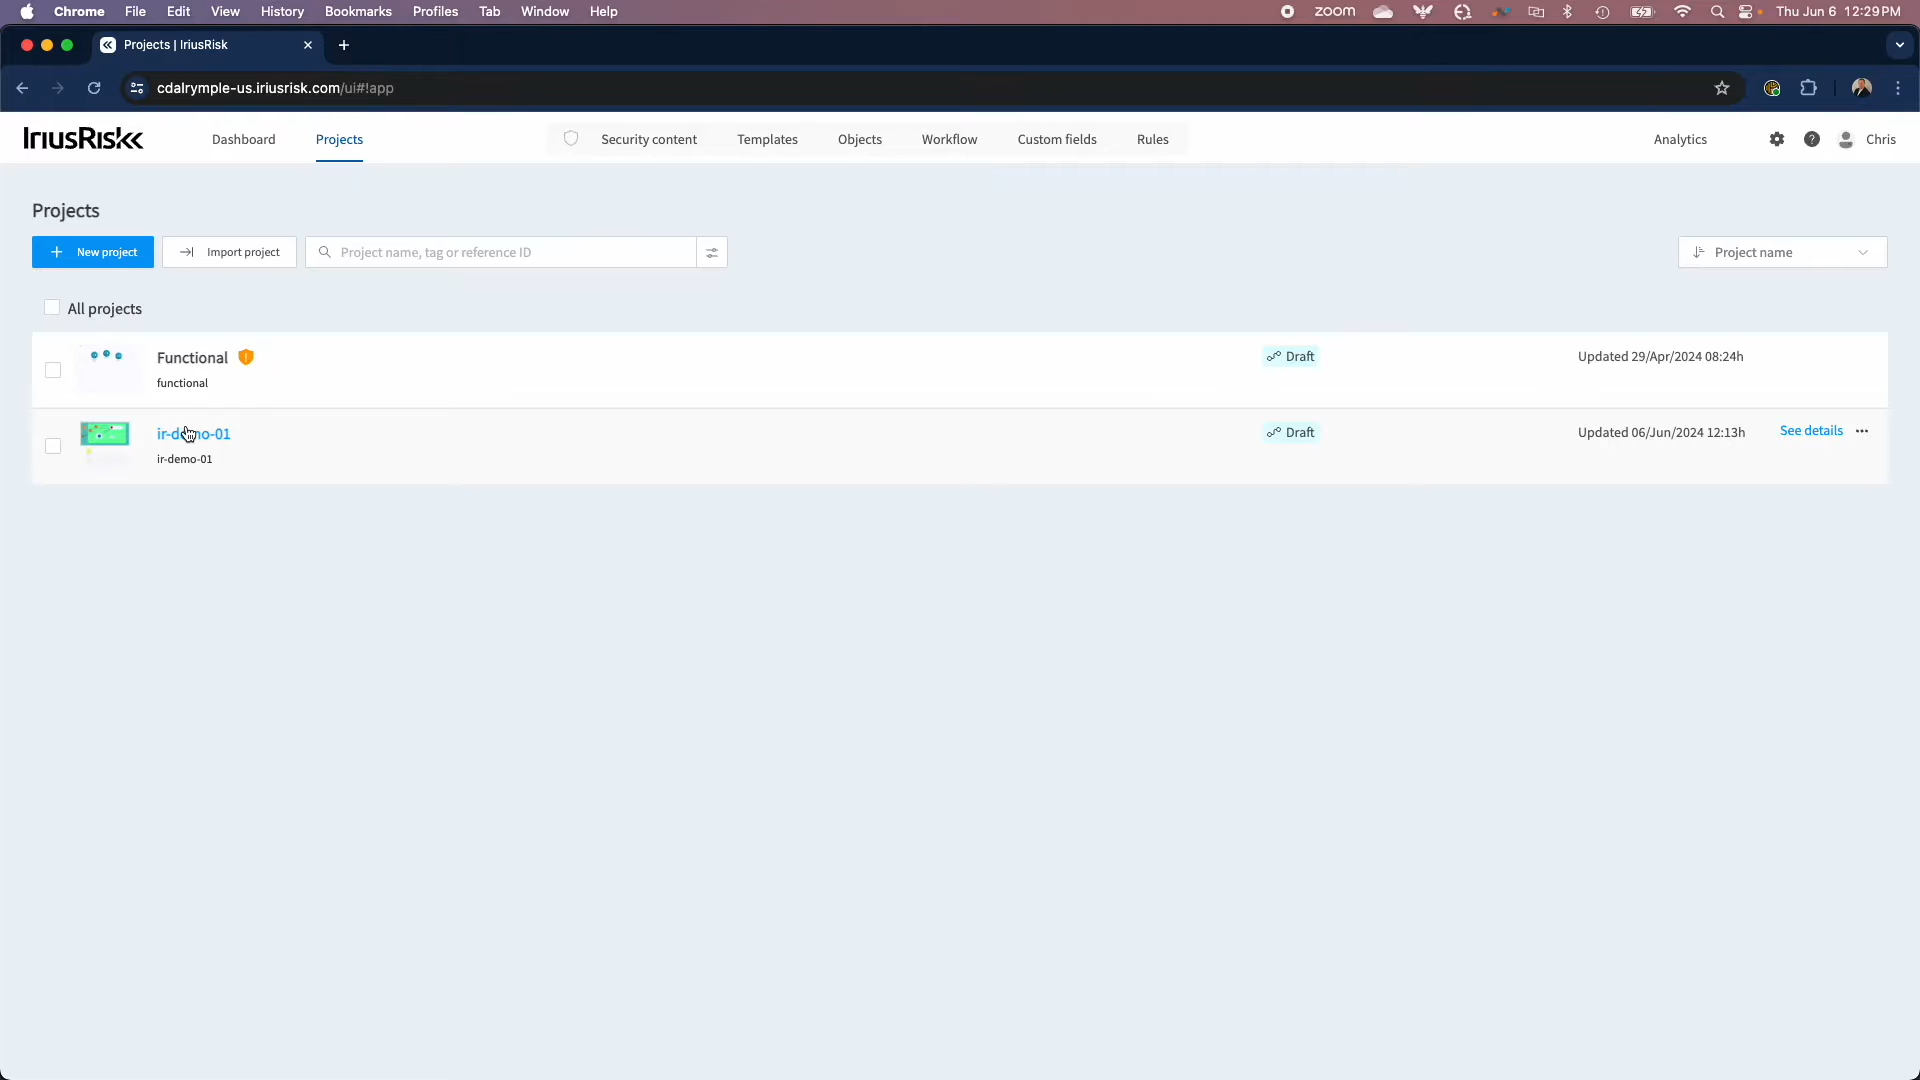 Chrome File Edit View History Bookmarks Profiles Tab Window Help zoom Thu Jun 6 12:29 PM
Projects | IriusRisk
cdalrymple-us.iriusrisk.com/ui#!app
IriusRisk Dashboard Projects Security content Templates Objects Workflow Custom fields Rules Analytics Chris
Projects
New project Import project Project name, tag or reference ID Project name
All projects
Functional Draft Updated 29/Apr/2024 08:24h
functional
ir-demo-01 Draft Updated 06/Jun/2024 12:13h See details
ir-demo-01